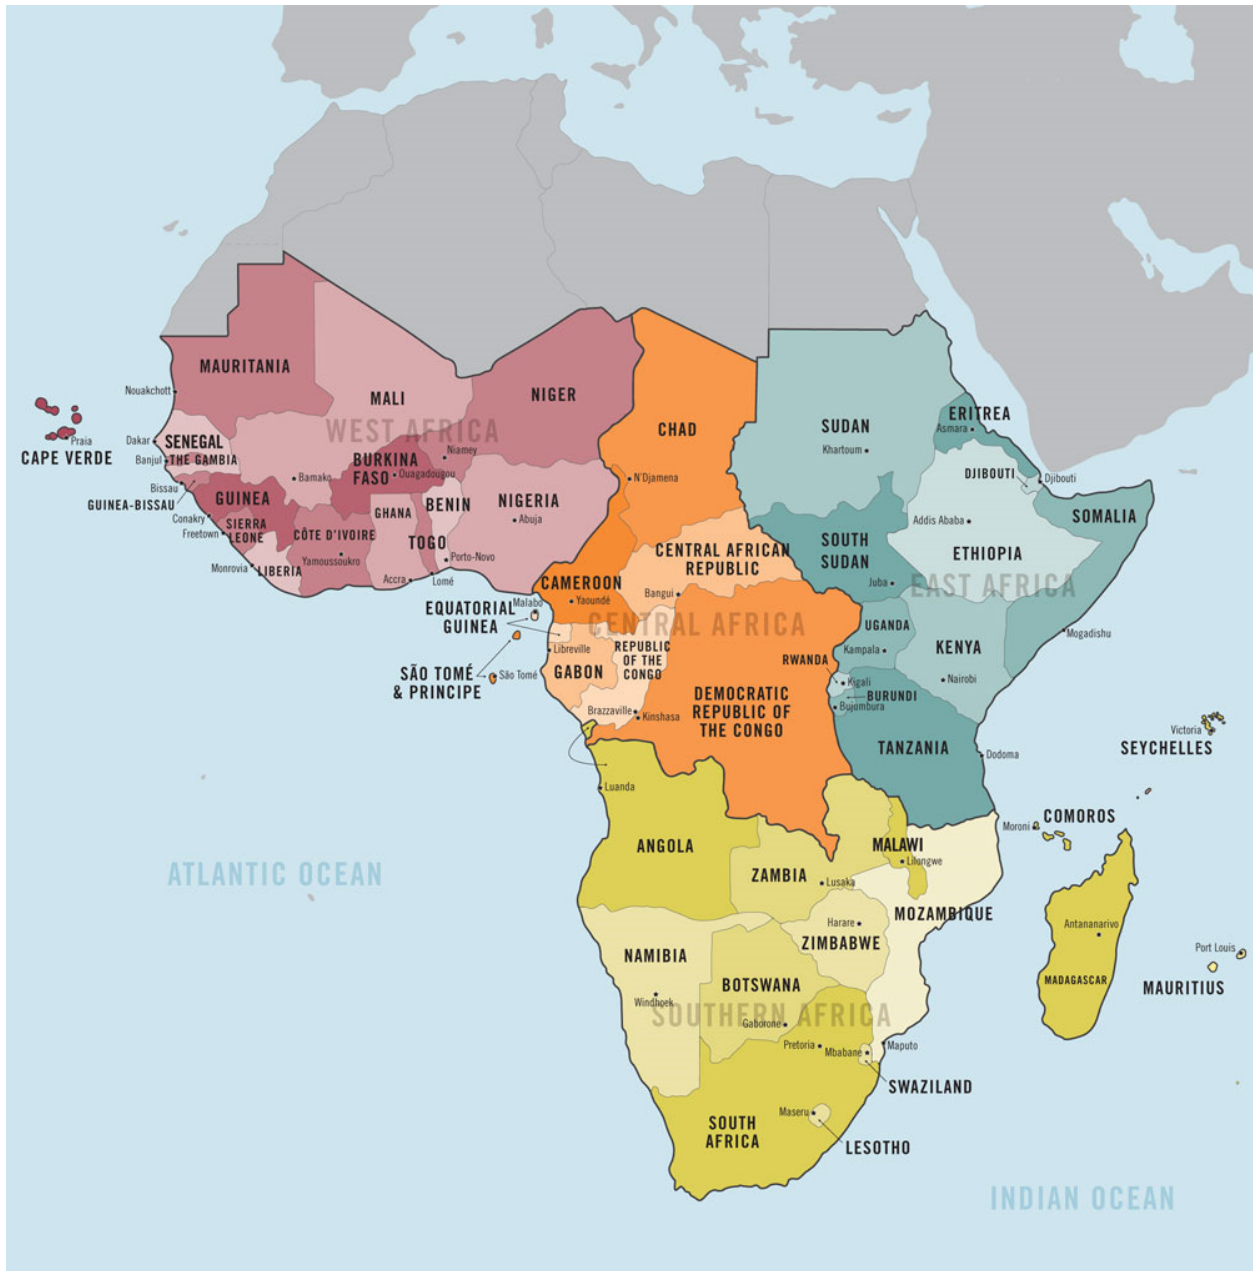 MAURITANIA
Nouakchott
MALI
NIGER
WEST AFRICA
Praia
CAPE VERDE
Dakar
SENEGAL
Banjul
THE GAMBIA
Bissau
GUINEA-BISSAU
Bamako
BURKINA
FASO
Ouagadougou
Niamey
GUINEA
Conakry
Freetown
SIERRA
LEONE
Monrovia
LIBERIA
CÔTE D'IVOIRE
Yamoussoukro
GHANA
Accra
TOGO
Lomé
BENIN
Porto-Novo
NIGERIA
Abuja
CHAD
N'Djamena
CENTRAL AFRICAN
REPUBLIC
Bangui
CAMEROON
Yaoundé
CENTRAL AFRICA
EQUATORIAL
GUINEA
Malabo
SÃO TOMÉ
& PRINCIPE
São Tomé
Libreville
GABON
REPUBLIC
OF THE
CONGO
Brazzaville
Kinshasa
DEMOCRATIC
REPUBLIC OF
THE CONGO
SUDAN
Khartoum
ERITREA
Asmara
DJIBOUTI
Djibouti
SOMALIA
Addis Ababa
ETHIOPIA
SOUTH
SUDAN
Juba
EAST AFRICA
UGANDA
Kampala
KENYA
Nairobi
Mogadishu
RWANDA
Kigali
BURUNDI
Bujumbura
TANZANIA
Dodoma
Victoria
SEYCHELLES
Moroni
COMOROS
Luanda
ANGOLA
ZAMBIA
Lusaka
MALAWI
Lilongwe
MOZAMBIQUE
Harare
ZIMBABWE
NAMIBIA
Windhoek
BOTSWANA
Gaborone
SOUTHERN AFRICA
Pretoria
Mbabane
Maputo
SWAZILAND
SOUTH
AFRICA
Maseru
LESOTHO
Antananarivo
MADAGASCAR
Port Louis
MAURITIUS
ATLANTIC OCEAN
INDIAN OCEAN